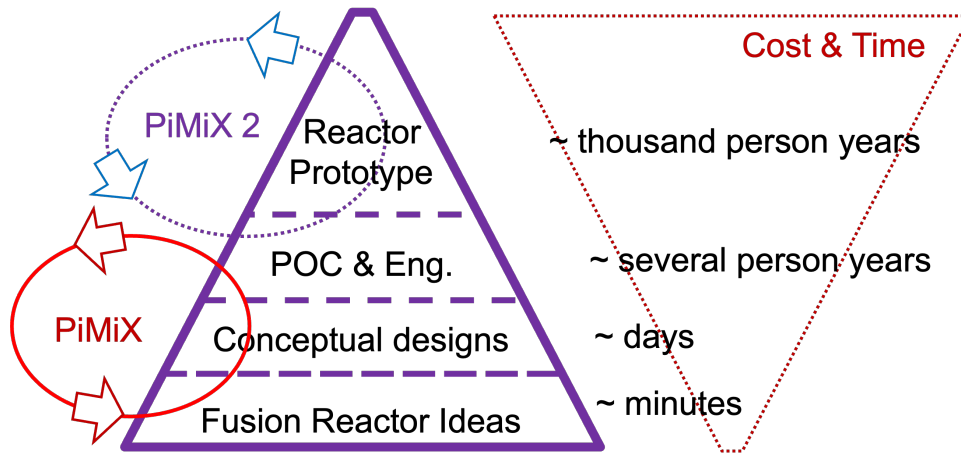 Cost & Time
PiMiX 2
Reactor
Prototype
~ thousand person years
POC & Eng.
~ several person years
PiMiX
Conceptual designs
~ days
Fusion Reactor Ideas
~ minutes